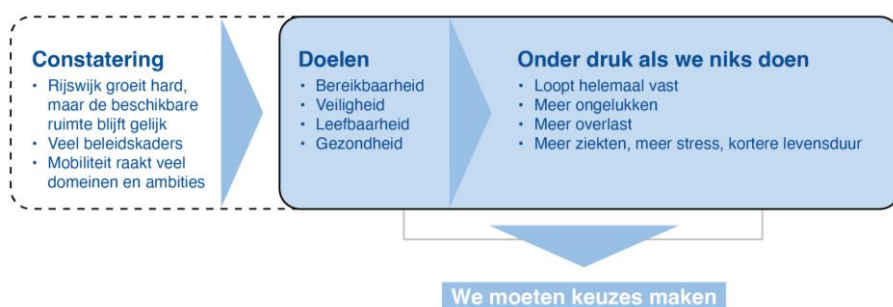 Constatering
• Rijswijk groeit hard,
maar de beschikbare
ruimte blijft gelijk
• Veel beleidskaders
• Mobiliteit raakt veel
domeinen en ambities
Doelen
• Bereikbaarheid
• Veiligheid
• Leefbaarheid
• Gezondheid
Onder druk als we niks doen
• Loopt helemaal vast
• Meer ongelukken
• Meer overlast
• Meer ziekten, meer stress, kortere levensduur
We moeten keuzes maken